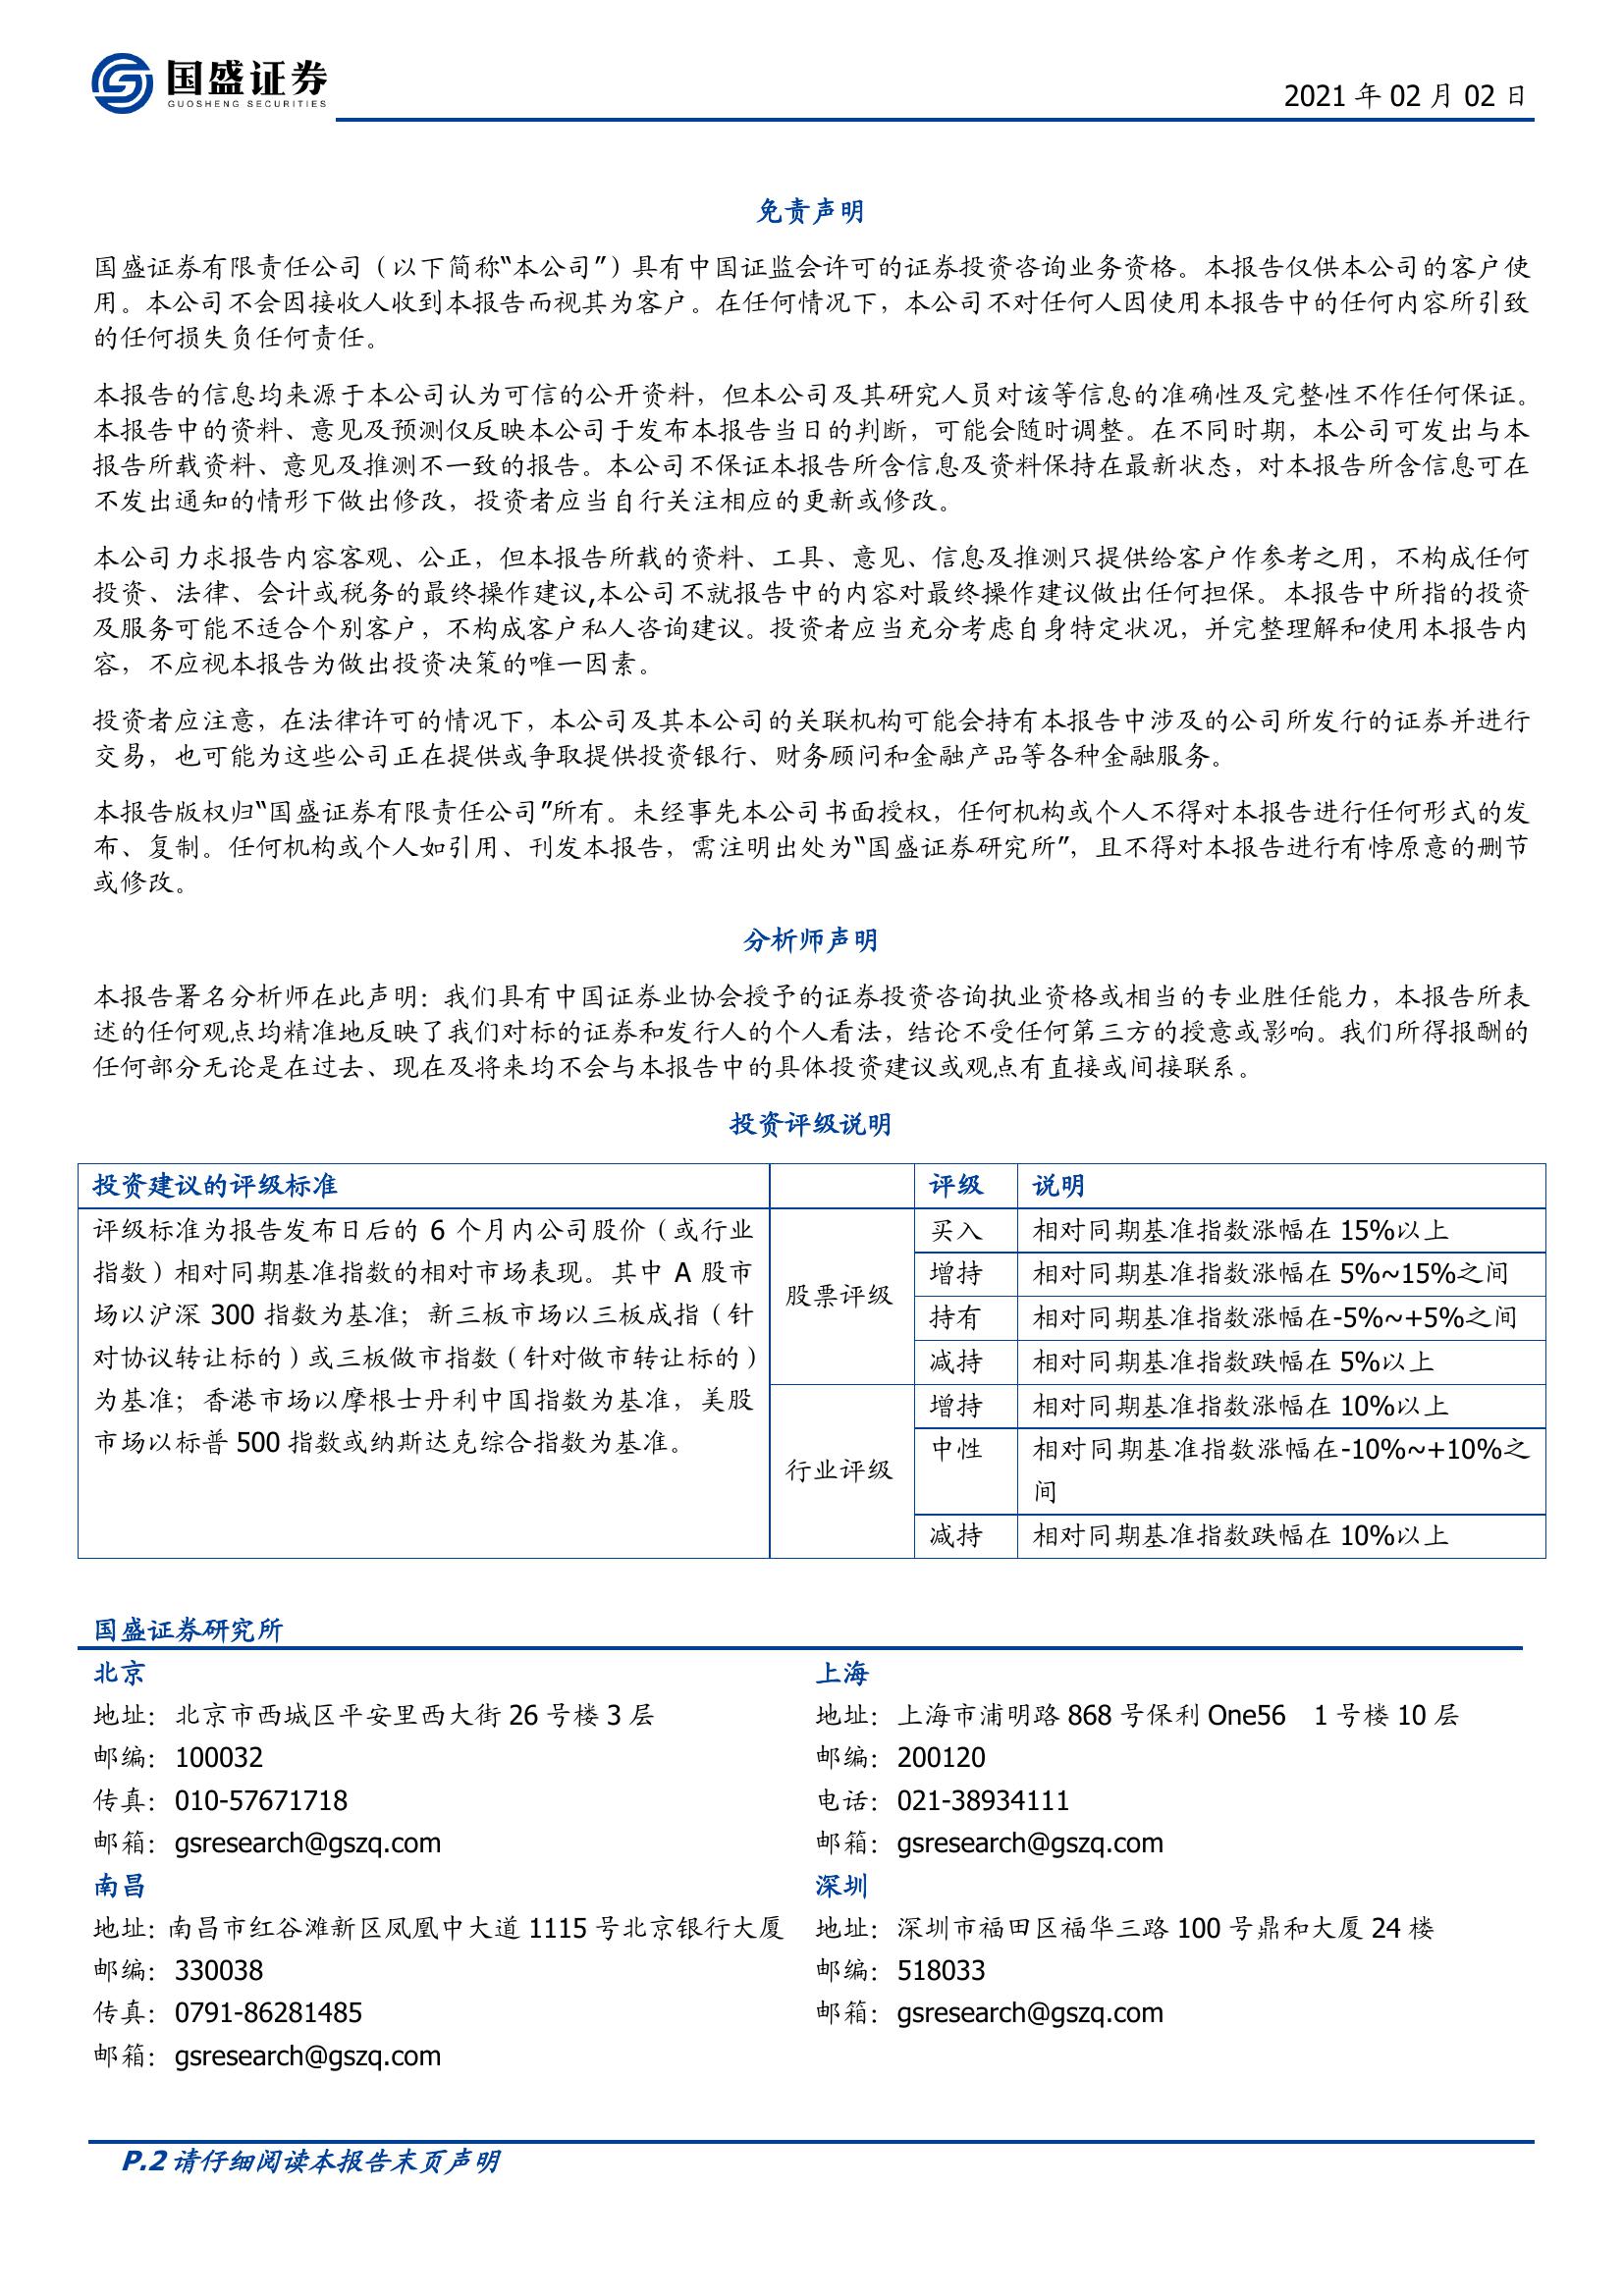 国盛证券
GUOSHENG SECURITIES
2021 年 02 月 02 日
免责声明
国盛证券有限责任公司（以下简称“本公司”）具有中国证监会许可的证券投资咨询业务资格。本报告仅供本公司的客户使
用。本公司不会因接收人收到本报告而视其为客户。在任何情况下，本公司不对任何人因使用本报告中的任何内容所引致
的任何损失负任何责任。
本报告的信息均来源于本公司认为可信的公开资料，但本公司及其研究人员对该等信息的准确性及完整性不作任何保证。
本报告中的资料、意见及预测仅反映本公司于发布本报告当日的判断，可能会随时调整。在不同时期，本公司可发出与本
报告所载资料、意见及推测不一致的报告。本公司不保证本报告所含信息及资料保持在最新状态，对本报告所含信息可在
不发出通知的情形下做出修改，投资者应当自行关注相应的更新或修改。
本公司力求报告内容客观、公正，但本报告所载的资料、工具、意见、信息及推测只提供给客户作参考之用，不构成任何
投资、法律、会计或税务的最终操作建议,本公司不就报告中的内容对最终操作建议做出任何担保。本报告中所指的投资
及服务可能不适合个别客户，不构成客户私人咨询建议。投资者应当充分考虑自身特定状况，并完整理解和使用本报告内
容，不应视本报告为做出投资决策的唯一因素。
投资者应注意，在法律许可的情况下，本公司及其本公司的关联机构可能会持有本报告中涉及的公司所发行的证券并进行
交易，也可能为这些公司正在提供或争取提供投资银行、财务顾问和金融产品等各种金融服务。
本报告版权归“国盛证券有限责任公司”所有。未经事先本公司书面授权，任何机构或个人不得对本报告进行任何形式的发
布、复制。任何机构或个人如引用、刊发本报告，需注明出处为“国盛证券研究所”，且不得对本报告进行有悖原意的删节
或修改。
分析师声明
本报告署名分析师在此声明：我们具有中国证券业协会授予的证券投资咨询执业资格或相当的专业胜任能力，本报告所表
述的任何观点均精准地反映了我们对标的证券和发行人的个人看法，结论不受任何第三方的授意或影响。我们所得报酬的
任何部分无论是在过去、现在及将来均不会与本报告中的具体投资建议或观点有直接或间接联系。
投资评级说明
投资建议的评级标准 评级 说明
评级标准为报告发布日后的 6 个月内公司股价（或行业
指数）相对同期基准指数的相对市场表现。其中 A 股市
场以沪深 300 指数为基准；新三板市场以三板成指（针
对协议转让标的）或三板做市指数（针对做市转让标的）
为基准；香港市场以摩根士丹利中国指数为基准，美股
市场以标普 500 指数或纳斯达克综合指数为基准。
股票评级
买入 相对同期基准指数涨幅在 15%以上
增持 相对同期基准指数涨幅在 5%~15%之间
持有 相对同期基准指数涨幅在-5%~+5%之间
减持 相对同期基准指数跌幅在 5%以上
行业评级
增持 相对同期基准指数涨幅在 10%以上
中性 相对同期基准指数涨幅在-10%~+10%之
间
减持 相对同期基准指数跌幅在 10%以上
国盛证券研究所
北京
地址：北京市西城区平安里西大街 26 号楼 3 层
邮编：100032
传真：010-57671718
邮箱：gsresearch@gszq.com
上海
地址：上海市浦明路 868 号保利 One56 1 号楼 10 层
邮编：200120
电话：021-38934111
邮箱：gsresearch@gszq.com
南昌
地址：南昌市红谷滩新区凤凰中大道 1115 号北京银行大厦
邮编：330038
传真：0791-86281485
邮箱：gsresearch@gszq.com
深圳
地址：深圳市福田区福华三路 100 号鼎和大厦 24 楼
邮编：518033
邮箱：gsresearch@gszq.com
P.2 请仔细阅读本报告末页声明